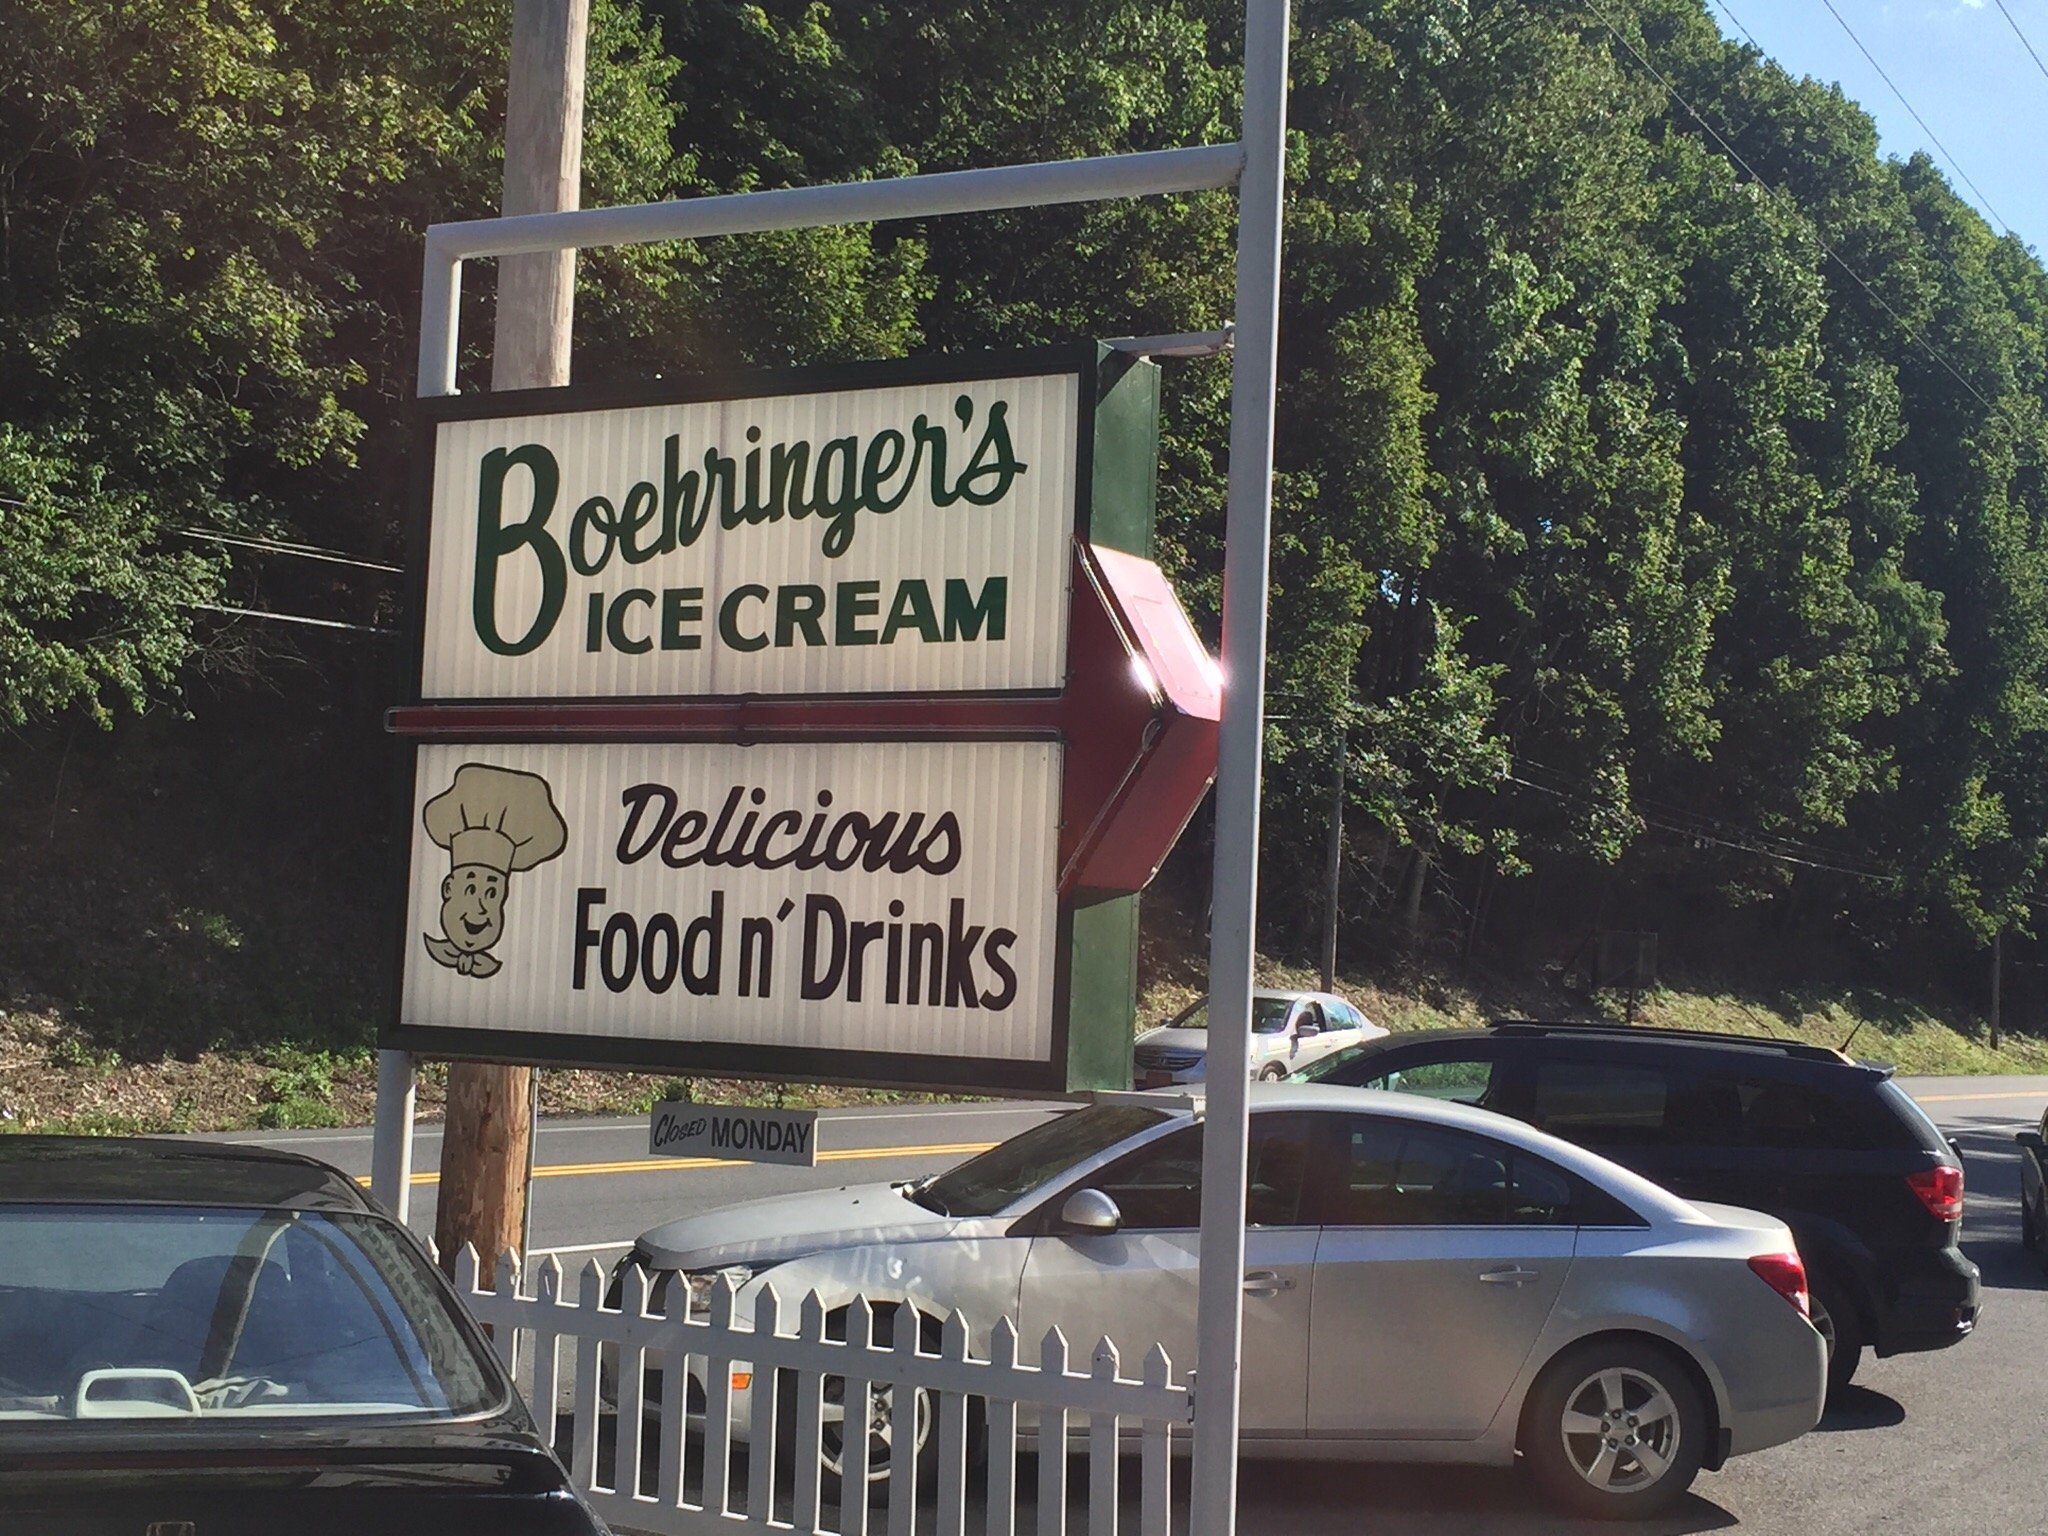 Boehringer's
ICE CREAM
Delicious
Food n' Drinks
Closed MONDAY